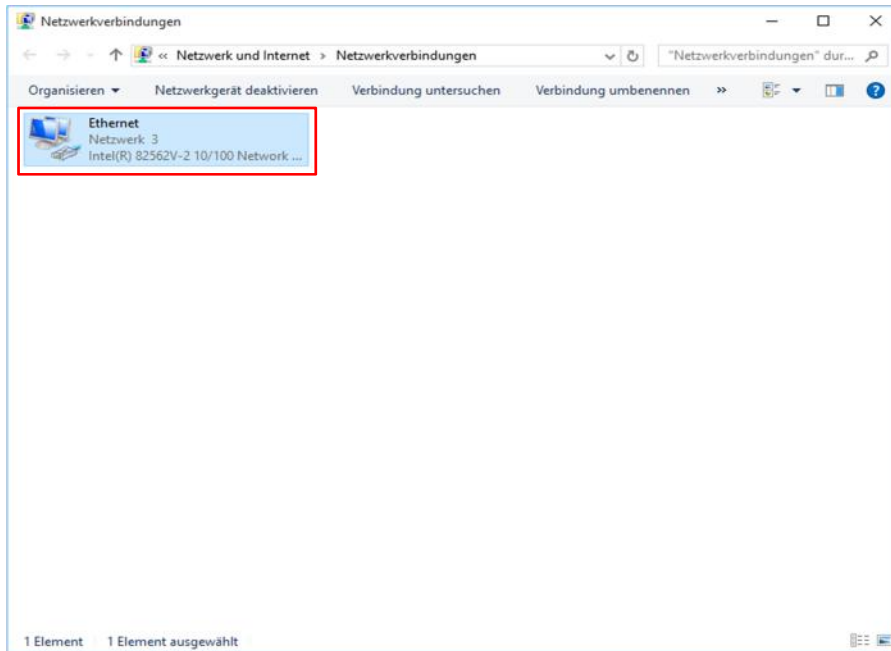 Netzwerkverbindungen
« Netzwerk und Internet › Netzwerkverbindungen "Netzwerkverbindungen" dur...
Organisieren Netzwerkgerät deaktivieren Verbindung untersuchen Verbindung umbenennen »
Ethernet
Netzwerk 3
Intel(R) 82562V-2 10/100 Network ...
1 Element 1 Element ausgewählt